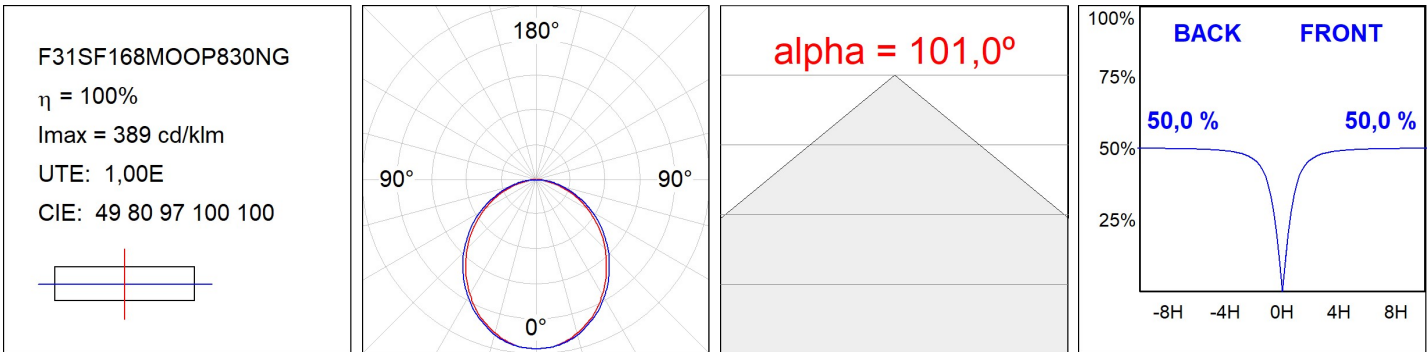 F31SF168MOOP830NG
η = 100%
Imax = 389 cd/klm
UTE: 1,00E
CIE: 49 80 97 100 100
180°
90° 90°
0°
alpha = 101,0º
100%
BACK FRONT
75%
50,0 % 50,0 %
50%
25%
-8H -4H 0H 4H 8H